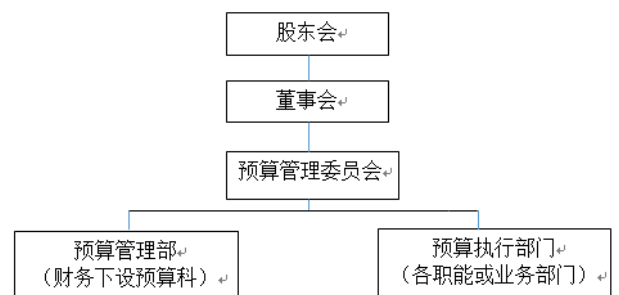 股东会
董事会
预算管理委员会
预算管理部
（财务下设预算科）
预算执行部门
（各职能或业务部门）